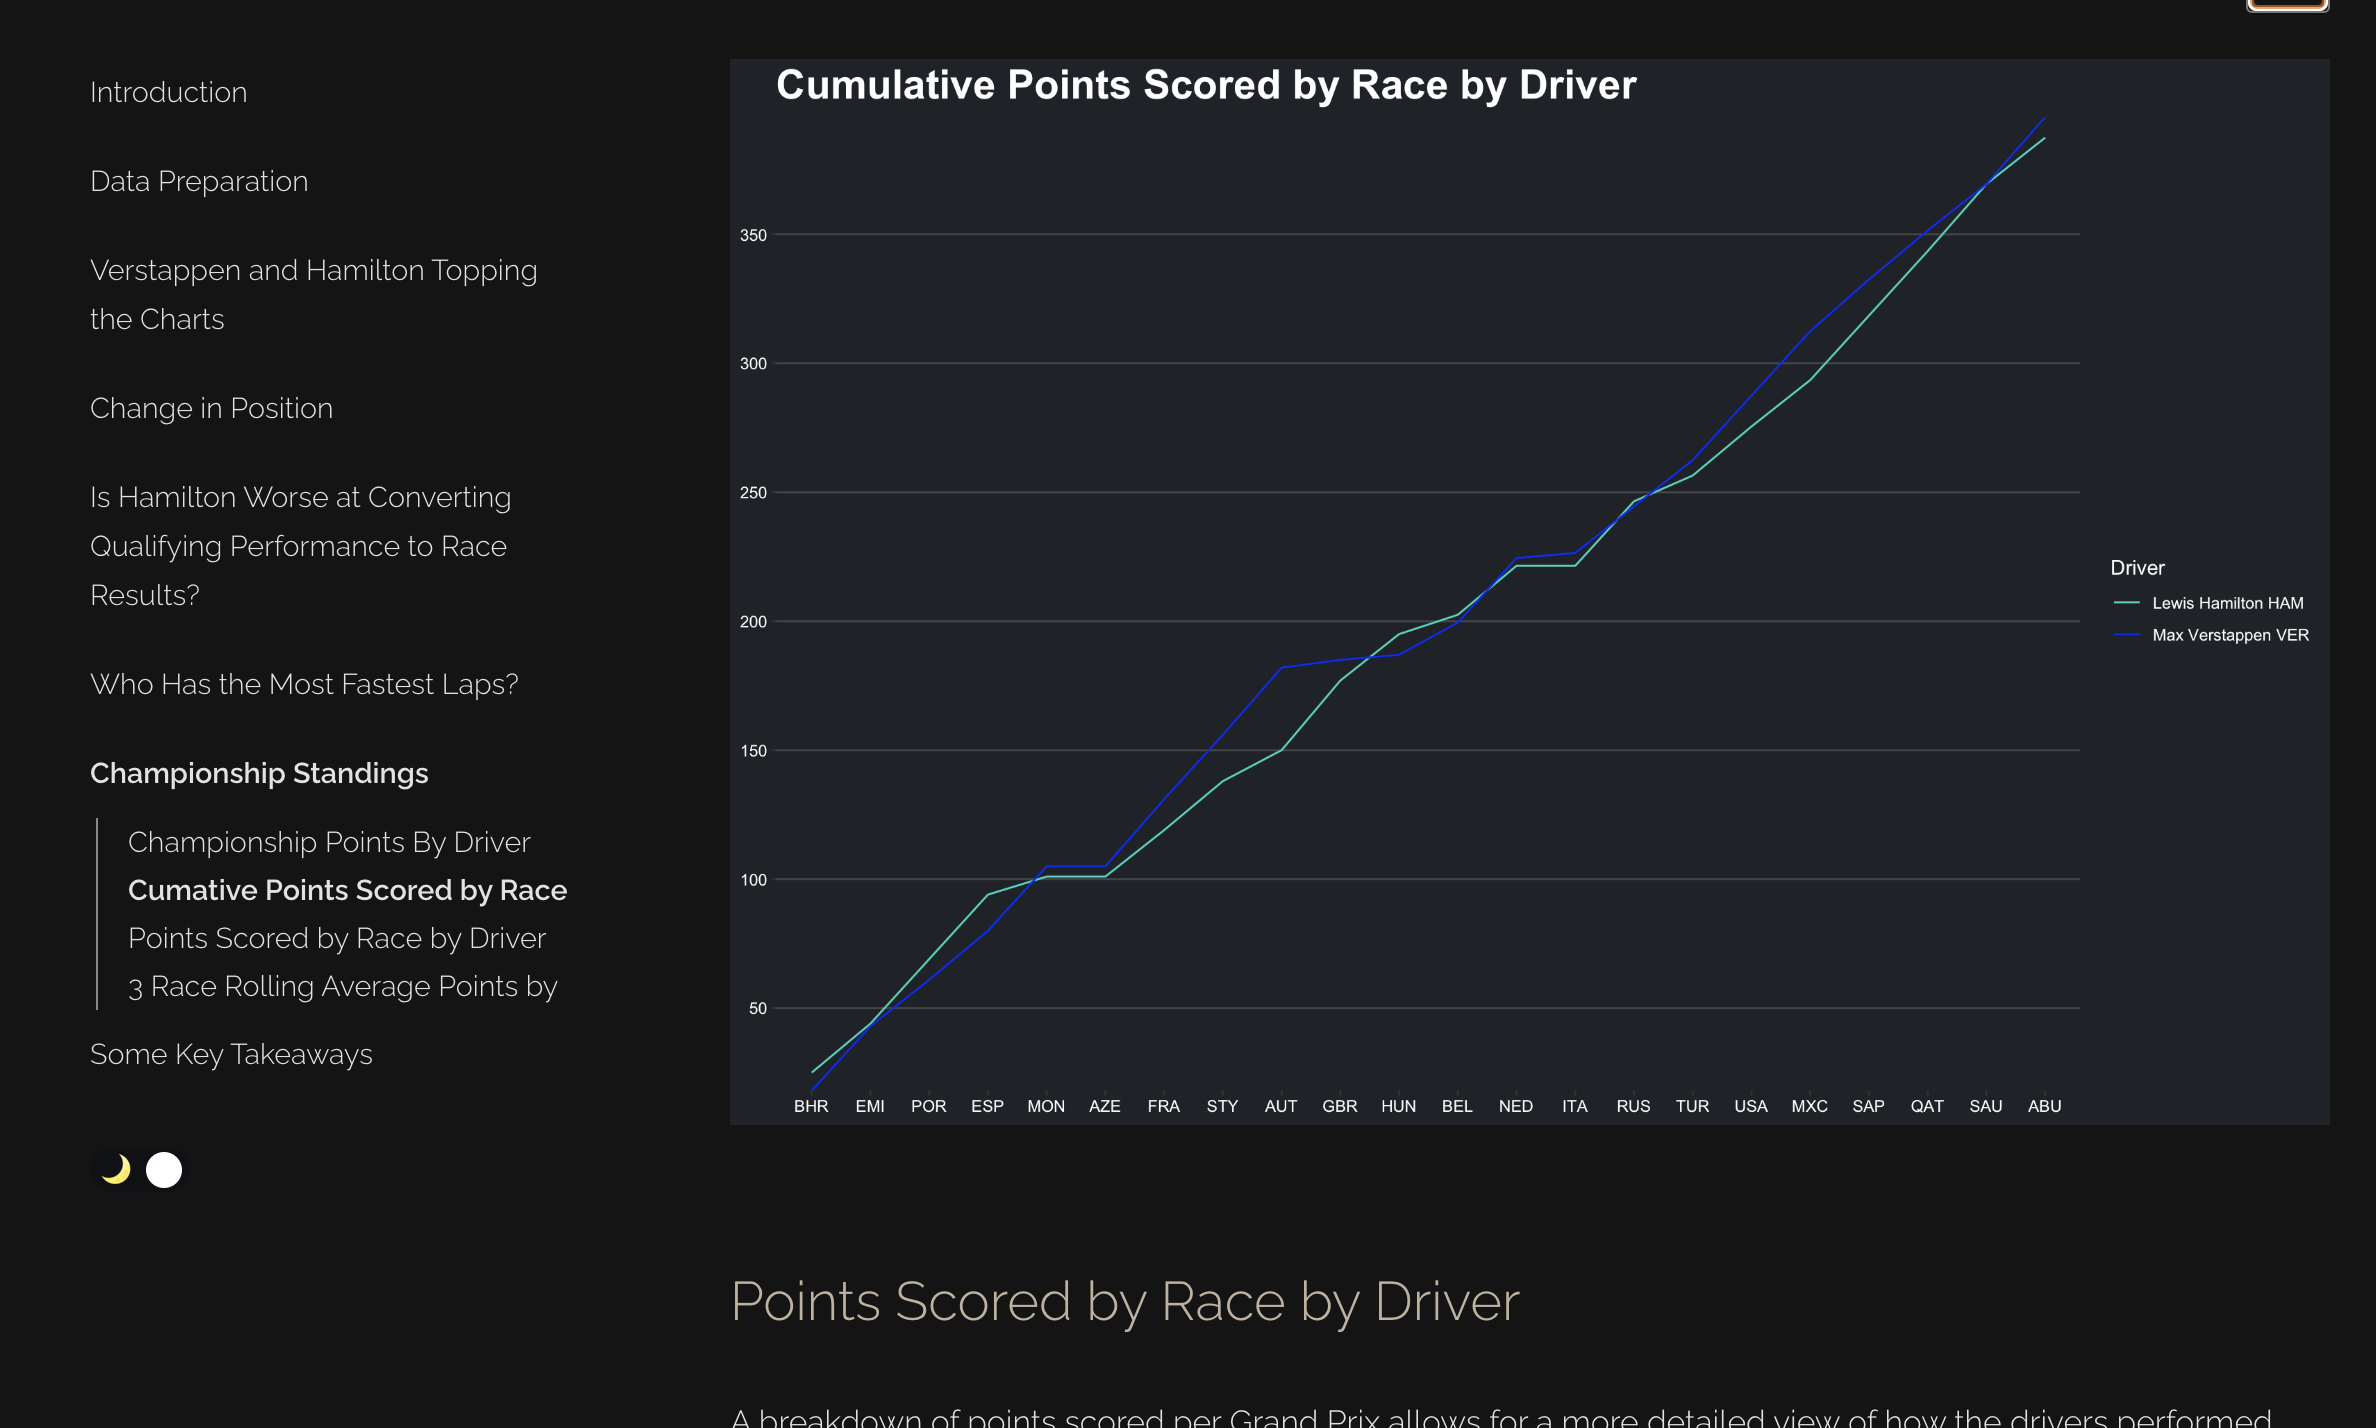 Introduction
Data Preparation
Verstappen and Hamilton Topping
the Charts
Change in Position
Is Hamilton Worse at Converting
Qualifying Performance to Race
Results?
Who Has the Most Fastest Laps?
Championship Standings
Championship Points By Driver
Cumative Points Scored by Race
Points Scored by Race by Driver
3 Race Rolling Average Points by
Some Key Takeaways
Cumulative Points Scored by Race by Driver
350
300
250
200
150
100
50
BHR EMI POR ESP MON AZE FRA STY AUT GBR HUN BEL NED ITA RUS TUR USA MXC SAP QAT SAU ABU
Driver
Lewis Hamilton HAM
Max Verstappen VER
Points Scored by Race by Driver
A breakdown of points scored per Grand Prix allows for a more detailed view of how the drivers performed